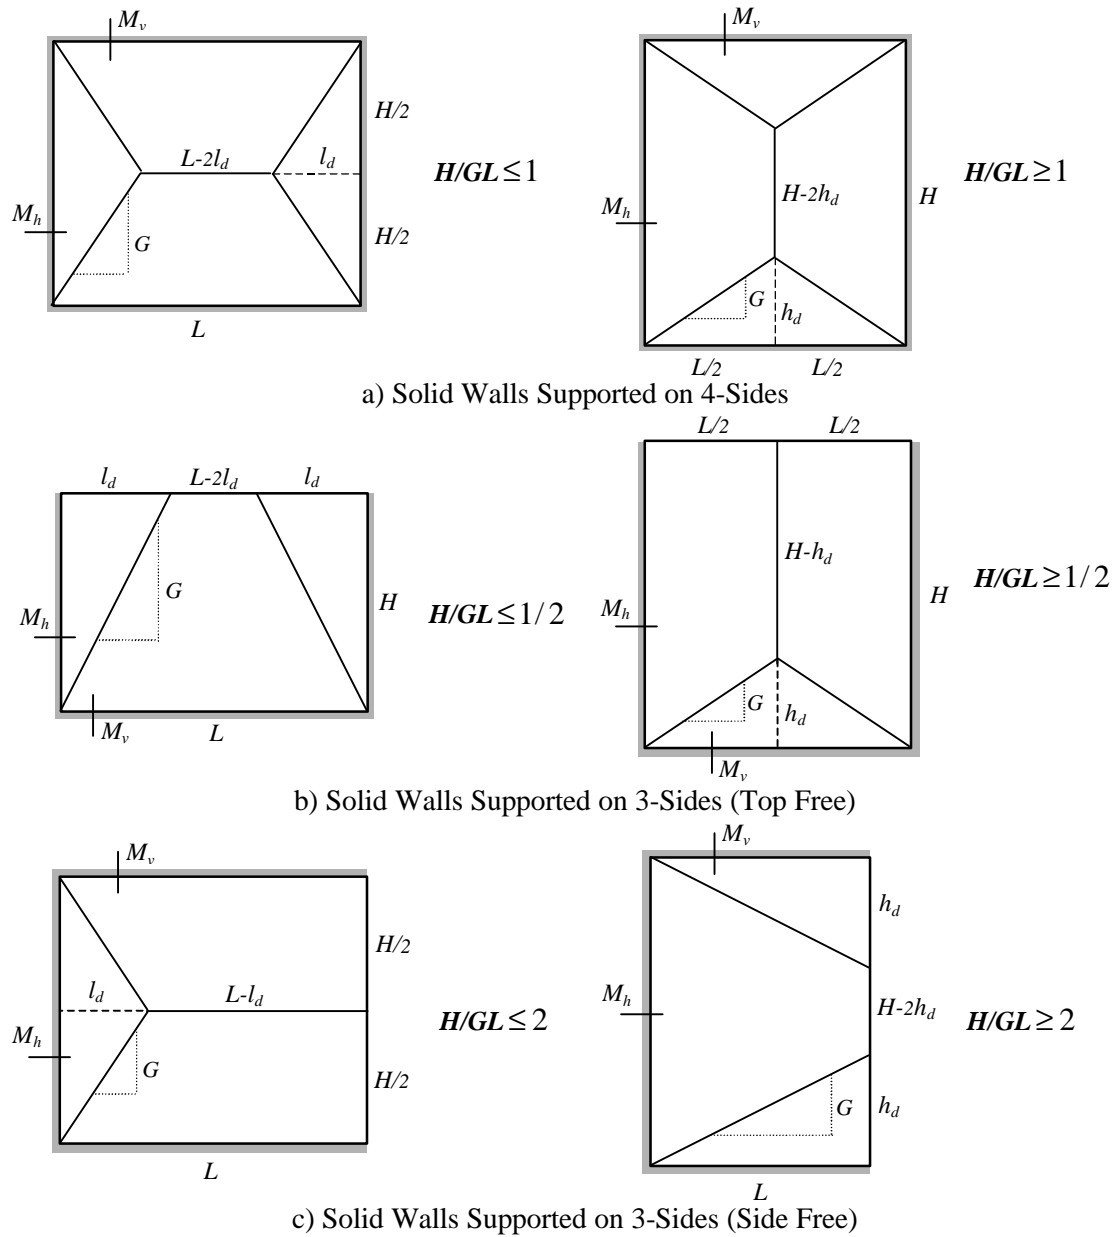 M_v
H/2
L-2l_d
l_d
H/GL ≤ 1
M_h
G
H/2
L
M_v
H/GL ≥ 1
H-2h_d
H
M_h
G
h_d
L/2
L/2
a) Solid Walls Supported on 4-Sides
l_d
L-2l_d
l_d
G
M_h
H
H/GL ≤ 1/2
M_v
L
L/2
L/2
H-h_d
H/GL ≥ 1/2
H
M_h
G
h_d
M_v
b) Solid Walls Supported on 3-Sides (Top Free)
M_v
H/2
l_d
L-l_d
H/GL ≤ 2
M_h
G
H/2
L
M_v
h_d
M_h
H-2h_d
H/GL ≥ 2
G
h_d
L
c) Solid Walls Supported on 3-Sides (Side Free)